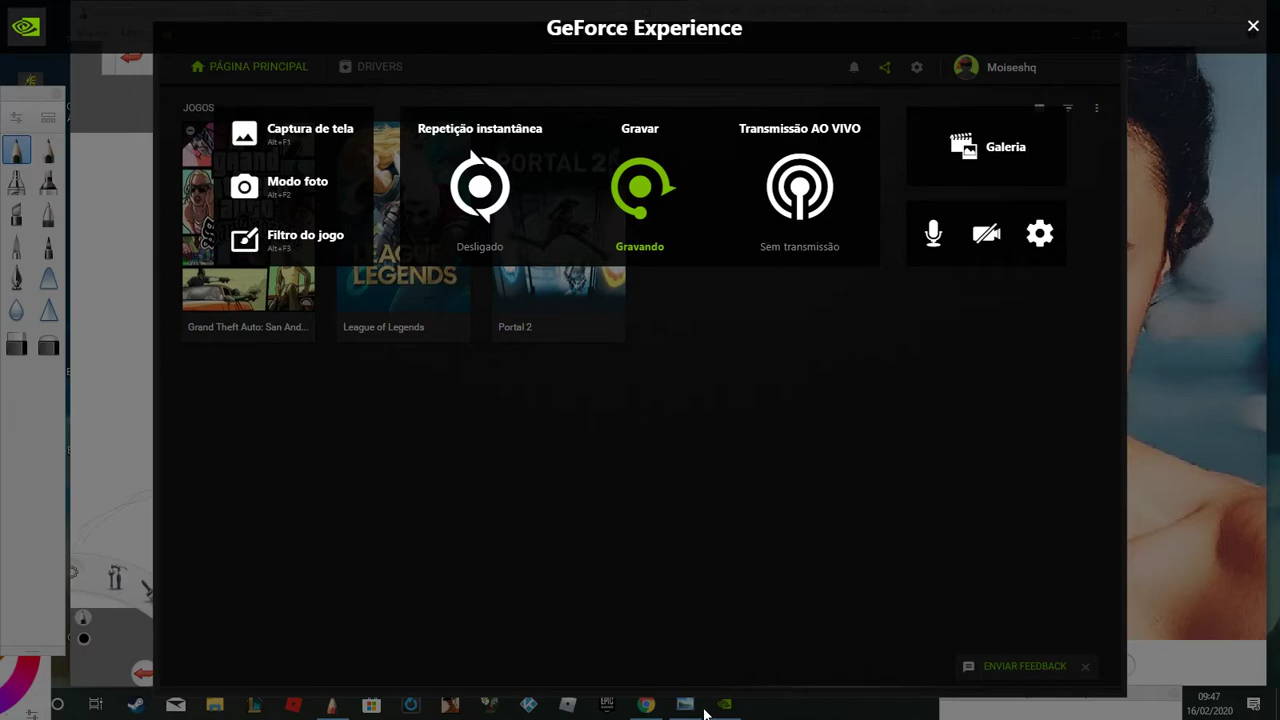 GeForce Experience
PÁGINA PRINCIPAL
DRIVERS
Moiseshq
JOGOS
Captura de tela
Alt+F1
Modo foto
Alt+F2
Filtro do jogo
Alt+F3
Repetição instantânea
Desligado
Gravar
Gravando
Transmissão AO VIVO
Sem transmissão
Galeria
PORTAL 2
LEAGUE OF
LEGENDS
Grand Theft Auto: San And...
League of Legends
Portal 2
ENVIAR FEEDBACK
EPIC
09:47
16/02/2020